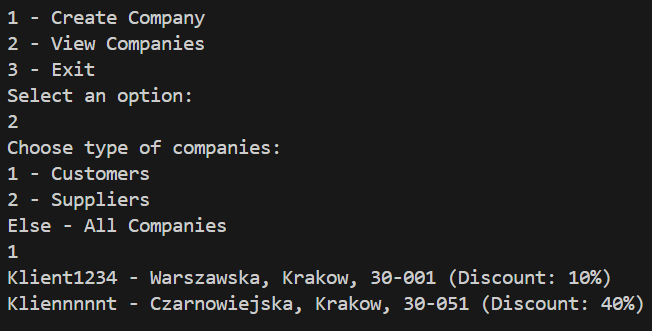 1 - Create Company
2 - View Companies
3 - Exit
Select an option:
2
Choose type of companies:
1 - Customers
2 - Suppliers
Else - All Companies
1
Klient1234 - Warszawska, Krakow, 30-001 (Discount: 10%)
Kliennnnnt - Czarnowiejska, Krakow, 30-051 (Discount: 40%)